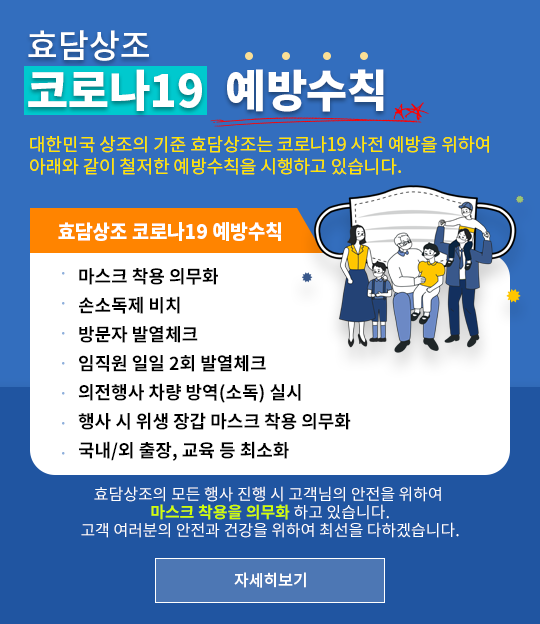 효담상조
코로나19 예방수칙
대한민국 상조의 기준 효담상조는 코로나19 사전 예방을 위하여
아래와 같이 철저한 예방수칙을 시행하고 있습니다.
효담상조 코로나19 예방수칙
· 마스크 착용 의무화
· 손소독제 비치
· 방문자 발열체크
· 임직원 일일 2회 발열체크
· 의전행사 차량 방역(소독) 실시
· 행사 시 위생 장갑 마스크 착용 의무화
· 국내/외 출장, 교육 등 최소화
효담상조의 모든 행사 진행 시 고객님의 안전을 위하여
마스크 착용을 의무화 하고 있습니다.
고객 여러분의 안전과 건강을 위하여 최선을 다하겠습니다.
자세히보기